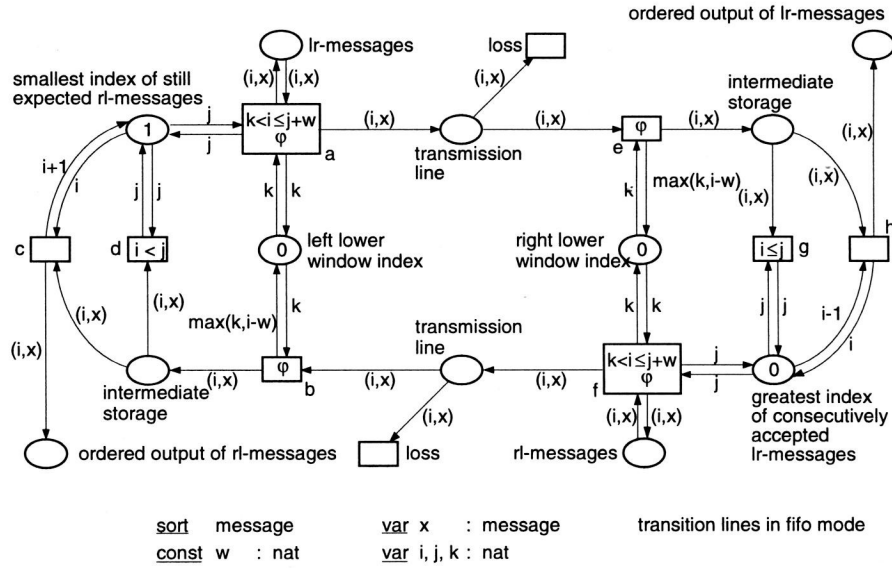 ordered output of lr-messages
lr-messages
loss
smallest index of still
expected rl-messages
intermediate
storage
(i,x)
(i,x)
(i,x)
1
j
j
k<i≤j+w
φ
a
(i,x)
transmission
line
(i,x)
φ
e
(i,x)
(i,x)
i+1
i
j
j
k
k
k
max(k,i-w)
(i,x)
(i,x)
c
d
i < j
0
left lower
window index
right lower
window index
0
i≤j
g
h
(i,x)
(i,x)
(i,x)
max(k,i-w)
k
transmission
line
k
k
j
j
i-1
i
intermediate
storage
(i,x)
φ
b
(i,x)
(i,x)
k<i≤j+w
φ
f
j
j
0
(i,x)
(i,x)
(i,x)
greatest index
of consecutively
accepted
lr-messages
ordered output of rl-messages
loss
rl-messages
sort message
var x : message
transition lines in fifo mode
const w : nat
var i, j, k : nat